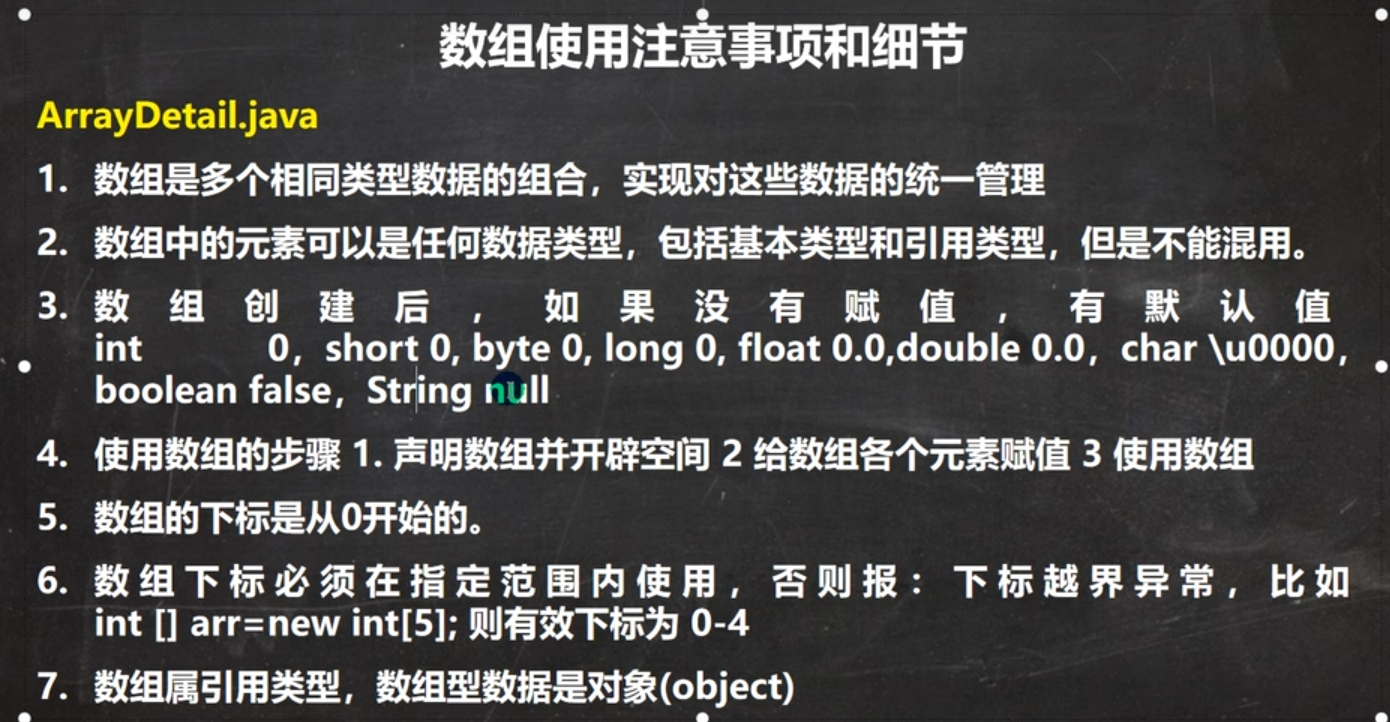 数组使用注意事项和细节
ArrayDetail.java
1. 数组是多个相同类型数据的组合，实现对这些数据的统一管理
2. 数组中的元素可以是任何数据类型，包括基本类型和引用类型，但是不能混用。
3. 数组创建后，如果没有赋值，有默认值
int 0，short 0, byte 0, long 0, float 0.0,double 0.0，char \u0000，
boolean false，String null
4. 使用数组的步骤 1. 声明数组并开辟空间 2 给数组各个元素赋值 3 使用数组
5. 数组的下标是从0开始的。
6. 数组下标必须在指定范围内使用，否则报：下标越界异常，比如
int [] arr=new int[5]; 则有效下标为 0-4
7. 数组属引用类型，数组型数据是对象(object)